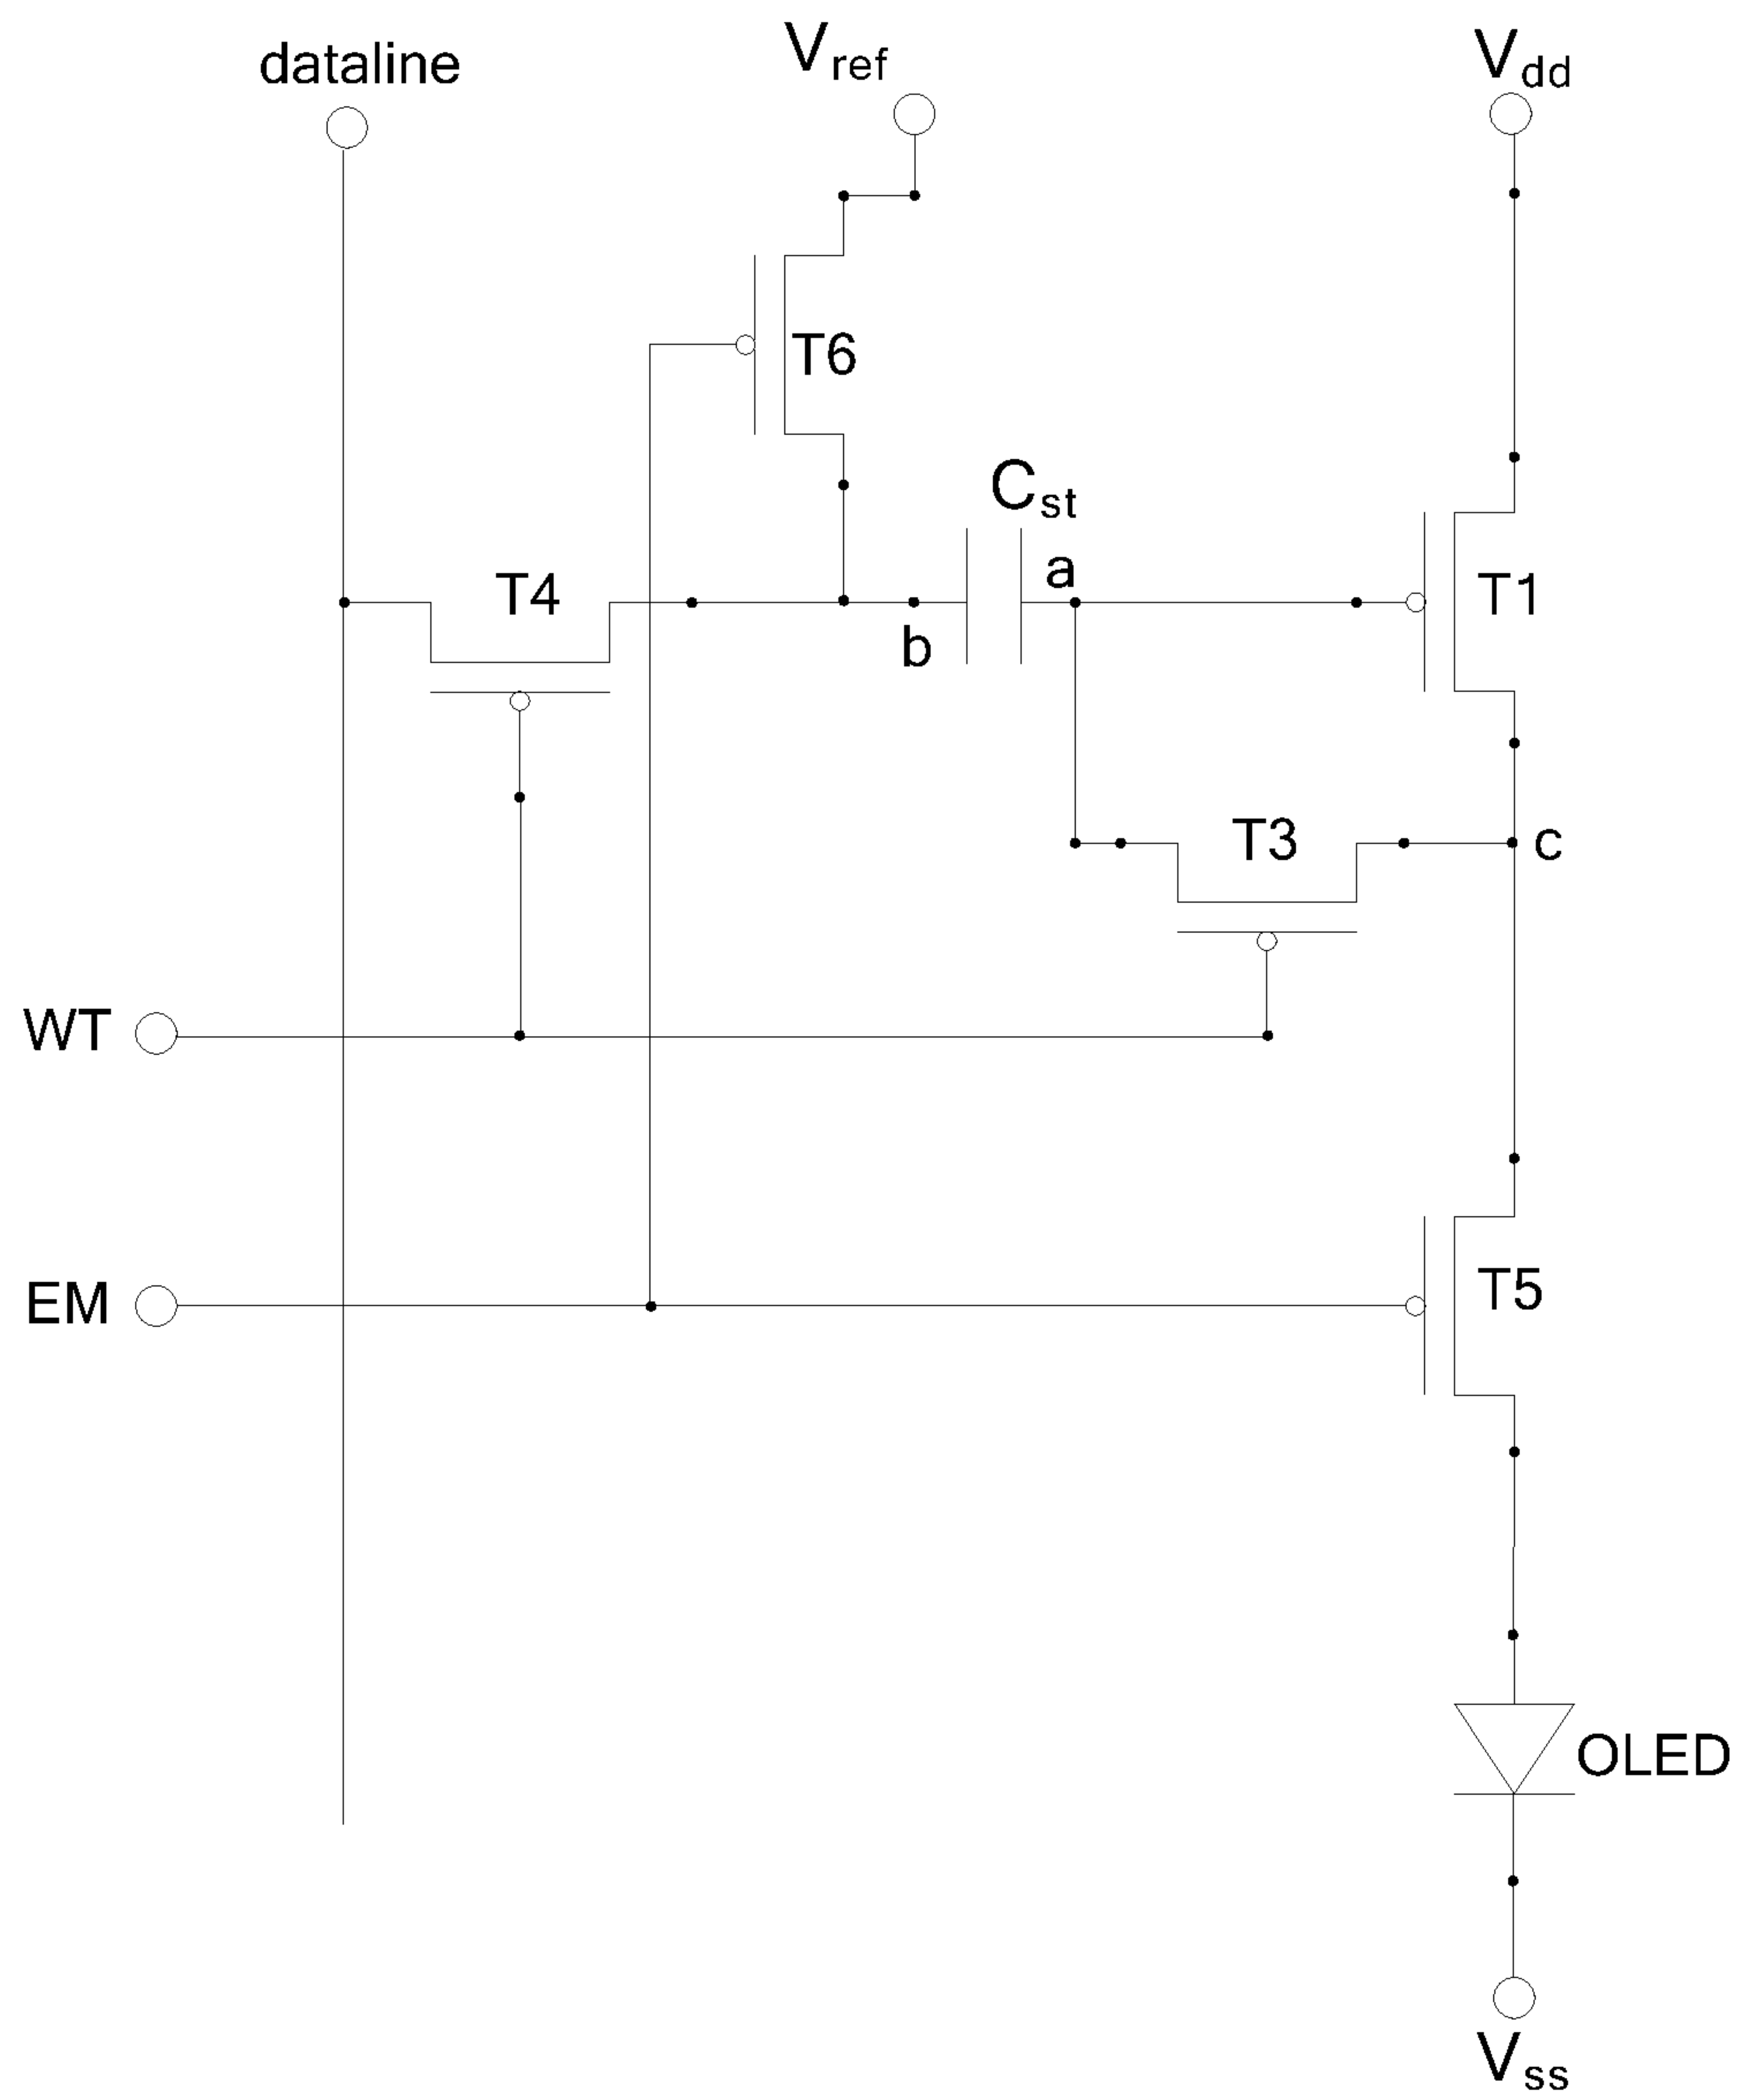 dataline
Vref
Vdd
T6
Cst
a
T4
T1
b
T3
c
WT
EM
T5
OLED
Vss